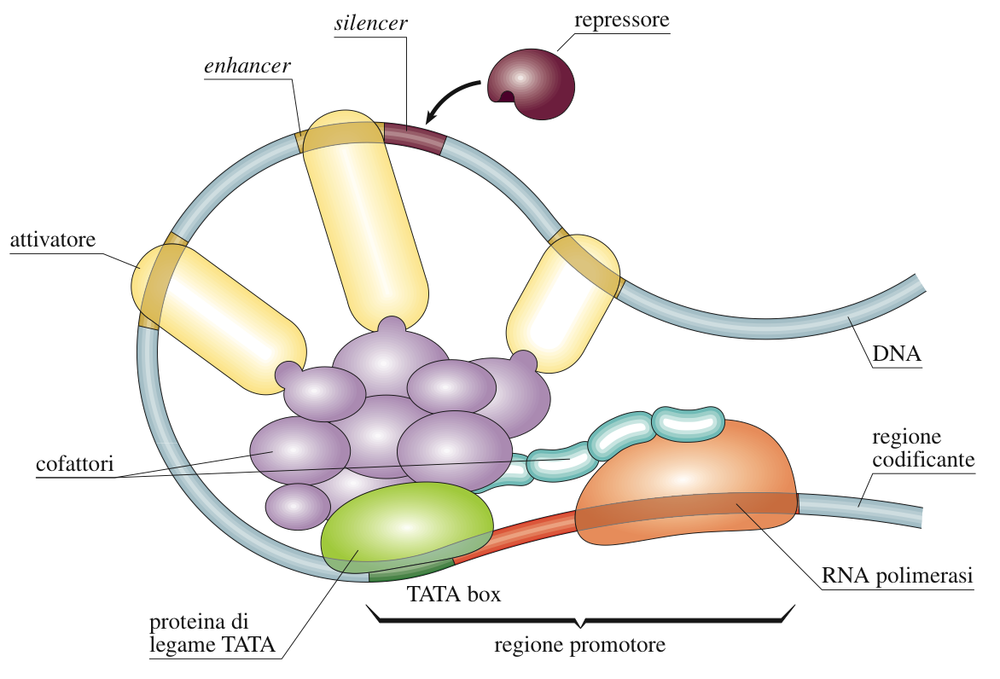 silencer
repressore
enhancer
attivatore
DNA
regione
codificante
cofattori
RNA polimerasi
TATA box
proteina di
legame TATA
regione promotore